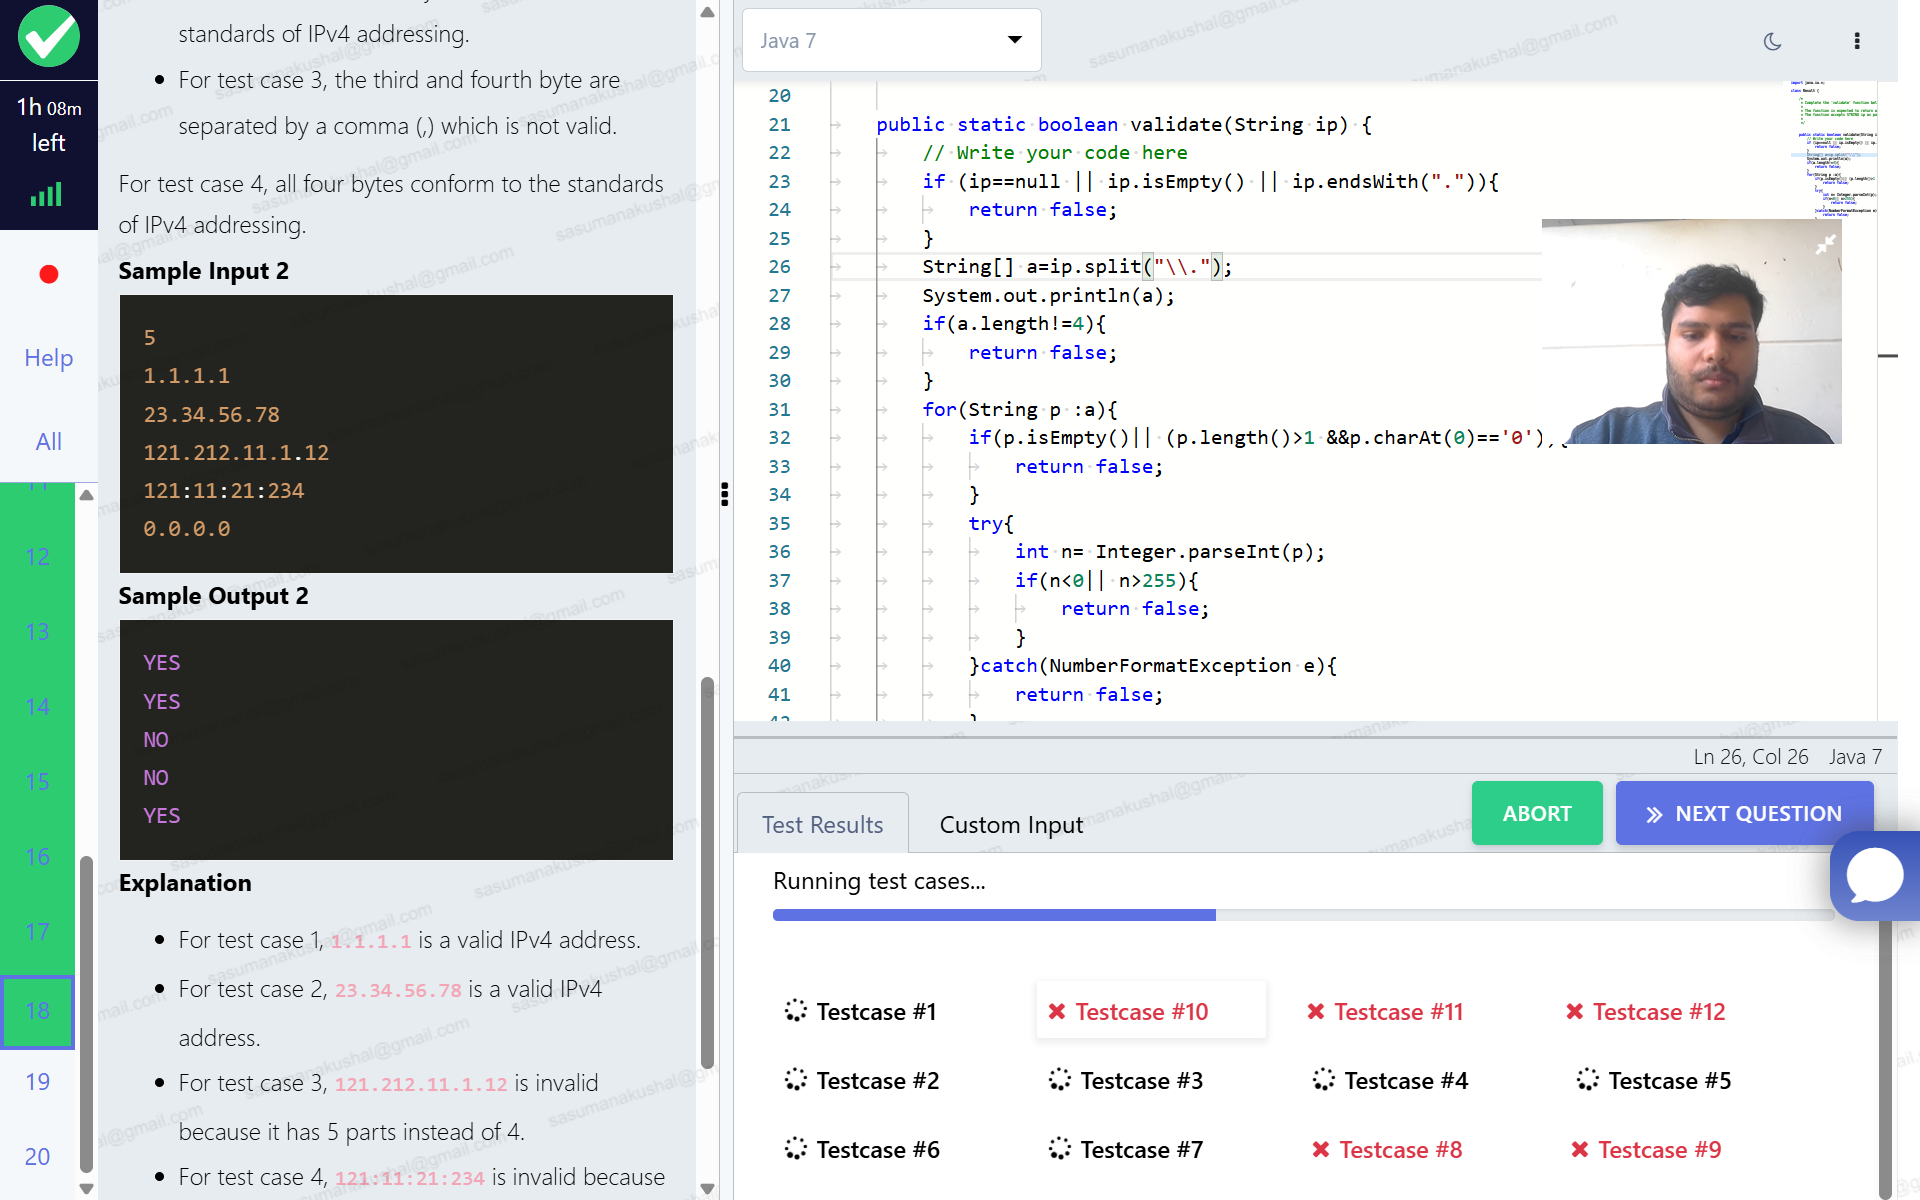 1h 08m
left
Help
All
11
12
13
14
15
16
17
18
19
20
standards of IPv4 addressing.
For test case 3, the third and fourth byte are
separated by a comma (,) which is not valid.
For test case 4, all four bytes conform to the standards
of IPv4 addressing.
Sample Input 2
5
1.1.1.1
23.34.56.78
121.212.11.1.12
121:11:21:234
0.0.0.0
Sample Output 2
YES
YES
NO
NO
YES
Explanation
For test case 1, 1.1.1.1 is a valid IPv4 address.
For test case 2, 23.34.56.78 is a valid IPv4
address.
For test case 3, 121.212.11.1.12 is invalid
because it has 5 parts instead of 4.
For test case 4, 121:11:21:234 is invalid because
Java 7
20
21 public static boolean validate(String ip) {
22 // Write your code here
23 if (ip==null || ip.isEmpty() || ip.endsWith(".")){
24 return false;
25 }
26 String[] a=ip.split("\\.");
27 System.out.println(a);
28 if(a.length!=4){
29 return false;
30 }
31 for(String p :a){
32 if(p.isEmpty()|| (p.length()>1 &&p.charAt(0)=='0')
33 return false;
34 }
35 try{
36 int n= Integer.parseInt(p);
37 if(n<0|| n>255){
38 return false;
39 }
40 }catch(NumberFormatException e){
41 return false;
42 }
Ln 26, Col 26 Java 7
Test Results
Custom Input
ABORT
NEXT QUESTION
Running test cases...
Testcase #1
Testcase #10
Testcase #11
Testcase #12
Testcase #2
Testcase #3
Testcase #4
Testcase #5
Testcase #6
Testcase #7
Testcase #8
Testcase #9
sasumanakushal@gmail.com